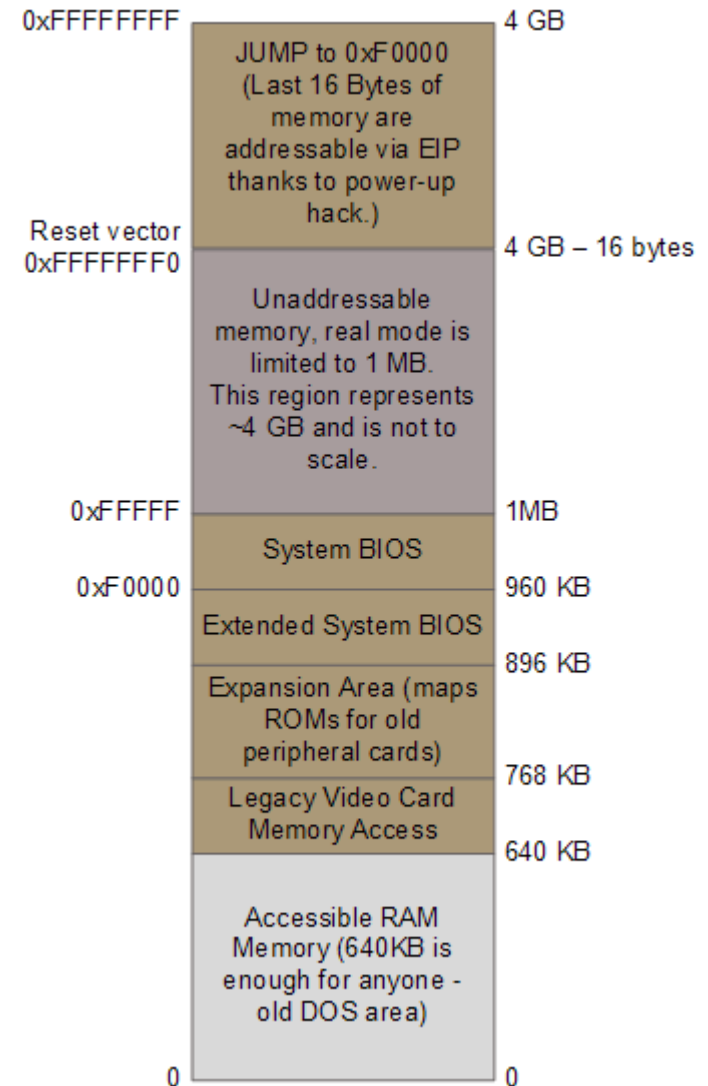 0xFFFFFFFF
4 GB
JUMP to 0xF0000
(Last 16 Bytes of
memory are
addressable via EIP
thanks to power-up
hack.)
Reset vector
0xFFFFFFF0
4 GB – 16 bytes
Unaddressable
memory, real mode is
limited to 1 MB.
This region represents
~4 GB and is not to
scale.
0xFFFFF
1MB
System BIOS
0xF0000
960 KB
Extended System BIOS
896 KB
Expansion Area (maps
ROMs for old
peripheral cards)
768 KB
Legacy Video Card
Memory Access
640 KB
Accessible RAM
Memory (640KB is
enough for anyone -
old DOS area)
0
0